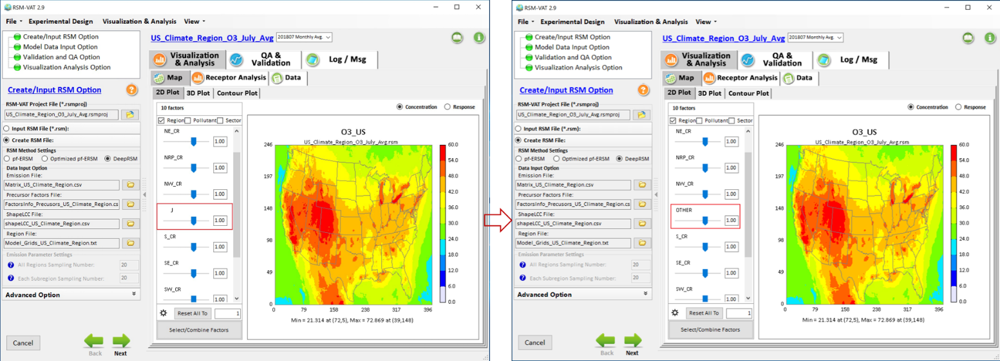 RSM-VAT 2.9
File Experimental Design Visualization & Analysis View
Create/Input RSM Option
Model Data Input Option
Validation and QA Option
Visualization Analysis Option
Create/Input RSM Option
RSM-VAT Project File (*.rsmproj)
US_Climate_Region_O3_July_Avg.rsmproj
Input RSM File (*.rsm):
Create RSM File:
RSM Method Settings
pf-ERSM Optimized pf-ERSM DeepRSM
Data Input Option
Emission File:
Matrix_US_Climate_Region.csv
Precursor Factors File:
FactorsInfo_Precusors_US_Climate_Region.cs
ShapeLCC File:
shapeLCC_US_Climate_Region.csv
Region File:
Model_Grids_US_Climate_Region.txt
Emission Parameter Settings
All Regions Sampling Number: 20
Each Subregion Sampling Number: 20
Advanced Option
Cancel
Back
Next
US_Climate_Region_O3_July_Avg 201807 Monthly Avg.
Visualization & Analysis
QA & Validation
Log / Msg
Map Receptor Analysis Data
2D Plot 3D Plot Contour Plot
10 factors
Region Pollutant Sector
NE_CR
1.00
NRP_CR
1.00
NW_CR
1.00
J
1.00
S_CR
1.00
SE_CR
1.00
SW_CR
1.00
Reset All To 1
Select/Combine Factors
Concentration Response
O3_US
US_Climate_Region_O3_July_Avg.rsm
246
197
148
98
49
0
0 79 158 238 317 396
60.0
54.0
48.0
42.0
36.0
30.0
24.0
18.0
12.0
6.0
0.0
Min = 21.314 at (72,5), Max = 72.869 at (39,148)
RSM-VAT 2.9
File Experimental Design Visualization & Analysis View
Create/Input RSM Option
Model Data Input Option
Validation and QA Option
Visualization Analysis Option
Create/Input RSM Option
RSM-VAT Project File (*.rsmproj)
US_Climate_Region_O3_July_Avg.rsmproj
Input RSM File (*.rsm):
Create RSM File:
RSM Method Settings
pf-ERSM Optimized pf-ERSM DeepRSM
Data Input Option
Emission File:
Matrix_US_Climate_Region.csv
Precursor Factors File:
FactorsInfo_Precusors_US_Climate_Region.cs
ShapeLCC File:
shapeLCC_US_Climate_Region.csv
Region File:
Model_Grids_US_Climate_Region.txt
Emission Parameter Settings
All Regions Sampling Number: 20
Each Subregion Sampling Number: 20
Advanced Option
Cancel
Back
Next
US_Climate_Region_O3_July_Avg 201807 Monthly Avg.
Visualization & Analysis
QA & Validation
Log / Msg
Map Receptor Analysis Data
2D Plot 3D Plot Contour Plot
10 factors
Region Pollutant Sector
NE_CR
1.00
NRP_CR
1.00
NW_CR
1.00
OTHER
1.00
S_CR
1.00
SE_CR
1.00
SW_CR
1.00
Reset All To 1
Select/Combine Factors
Concentration Response
O3_US
US_Climate_Region_O3_July_Avg.rsm
246
197
148
98
49
0
0 79 158 238 317 396
60.0
54.0
48.0
42.0
36.0
30.0
24.0
18.0
12.0
6.0
0.0
Min = 21.314 at (72,5), Max = 72.869 at (39,148)